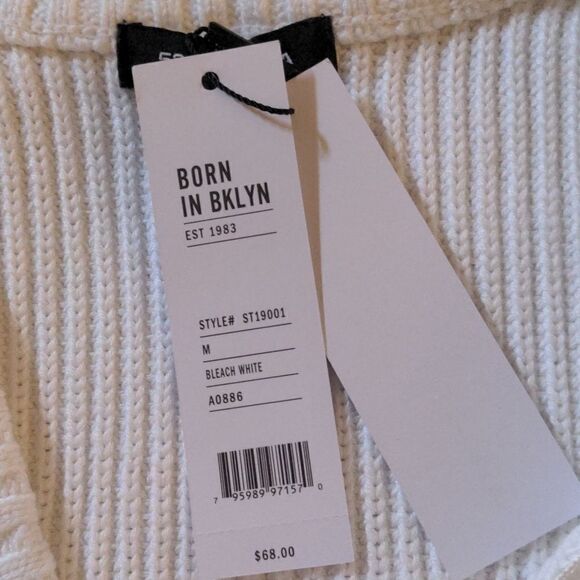 BORN
IN BKLYN
EST 1983
STYLE# ST19001
M
BLEACH WHITE
A0886
7 95989 97157 0
$68.00